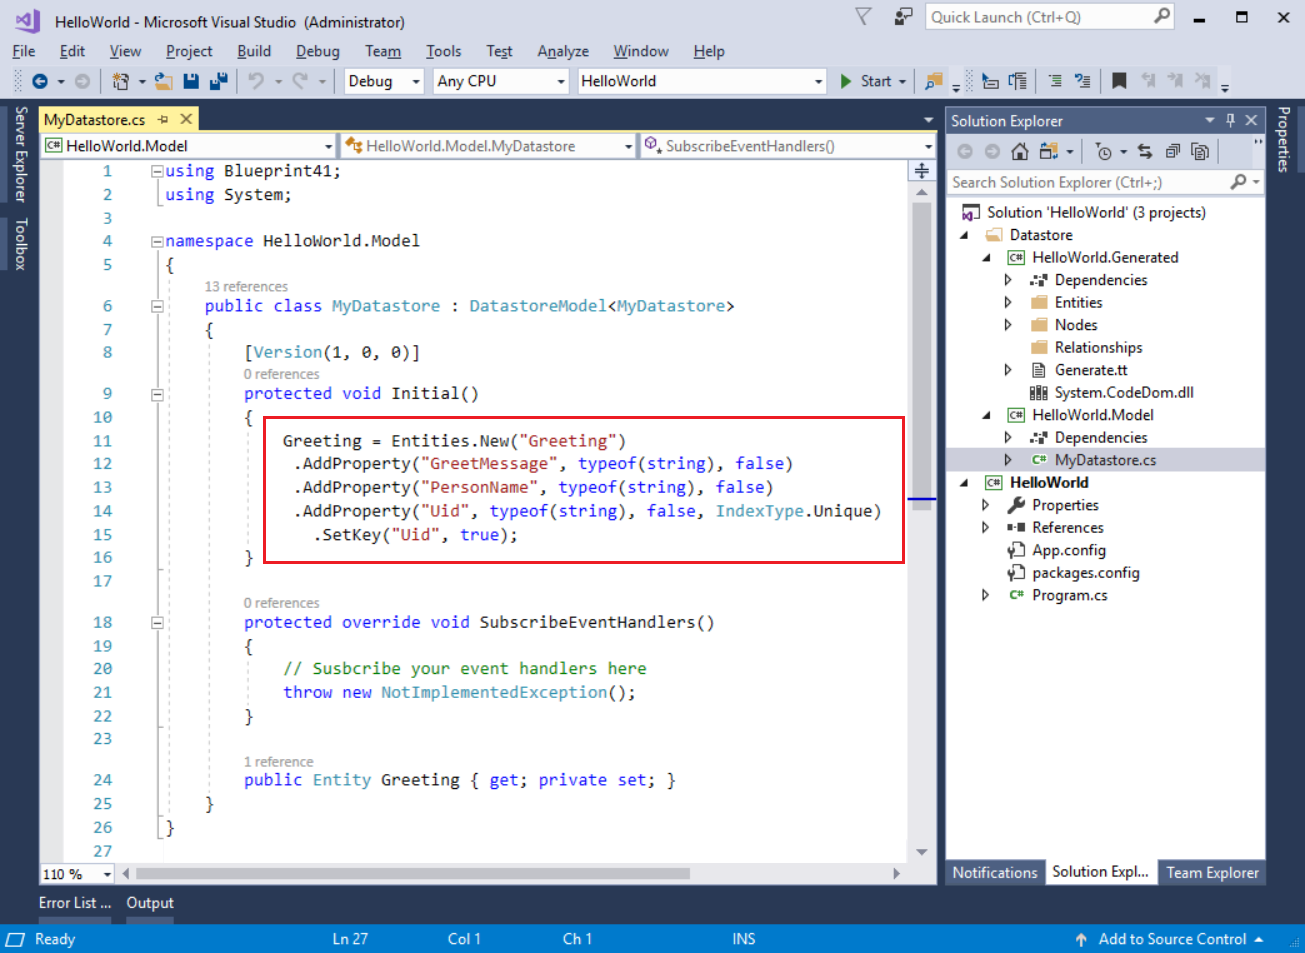 HelloWorld - Microsoft Visual Studio (Administrator)
Quick Launch (Ctrl+Q)
File Edit View Project Build Debug Team Tools Test Analyze Window Help
Debug Any CPU HelloWorld Start
Server Explorer
Toolbox
MyDatastore.cs
HelloWorld.Model HelloWorld.Model.MyDatastore SubscribeEventHandlers()
1 using Blueprint41;
2 using System;
3
4 namespace HelloWorld.Model
5 {
13 references
6 public class MyDatastore : DatastoreModel<MyDatastore>
7 {
8 [Version(1, 0, 0)]
0 references
9 protected void Initial()
10 {
11 Greeting = Entities.New("Greeting")
12 .AddProperty("GreetMessage", typeof(string), false)
13 .AddProperty("PersonName", typeof(string), false)
14 .AddProperty("Uid", typeof(string), false, IndexType.Unique)
15 .SetKey("Uid", true);
16 }
17
0 references
18 protected override void SubscribeEventHandlers()
19 {
20 // Susbcribe your event handlers here
21 throw new NotImplementedException();
22 }
23
1 reference
24 public Entity Greeting { get; private set; }
25 }
26 }
27
110 %
Solution Explorer
Search Solution Explorer (Ctrl+;)
Solution 'HelloWorld' (3 projects)
Datastore
C# HelloWorld.Generated
Dependencies
Entities
Nodes
Relationships
Generate.tt
System.CodeDom.dll
C# HelloWorld.Model
Dependencies
C# MyDatastore.cs
C# HelloWorld
Properties
References
App.config
packages.config
C# Program.cs
Notifications Solution Expl... Team Explorer
Properties
Error List ... Output
Ready Ln 27 Col 1 Ch 1 INS Add to Source Control